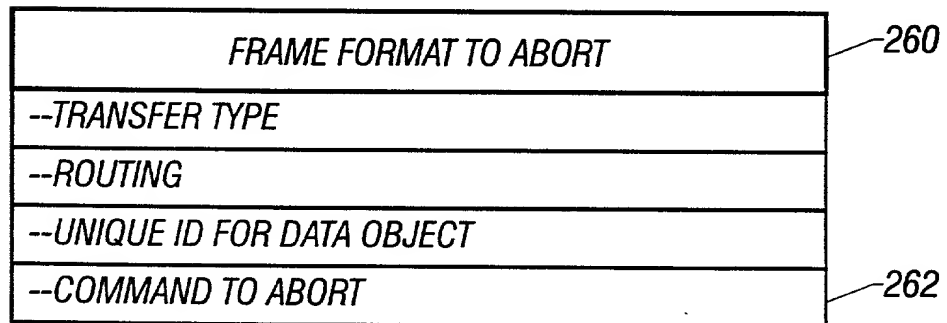 FRAME FORMAT TO ABORT 260
--TRANSFER TYPE
--ROUTING
--UNIQUE ID FOR DATA OBJECT
--COMMAND TO ABORT 262